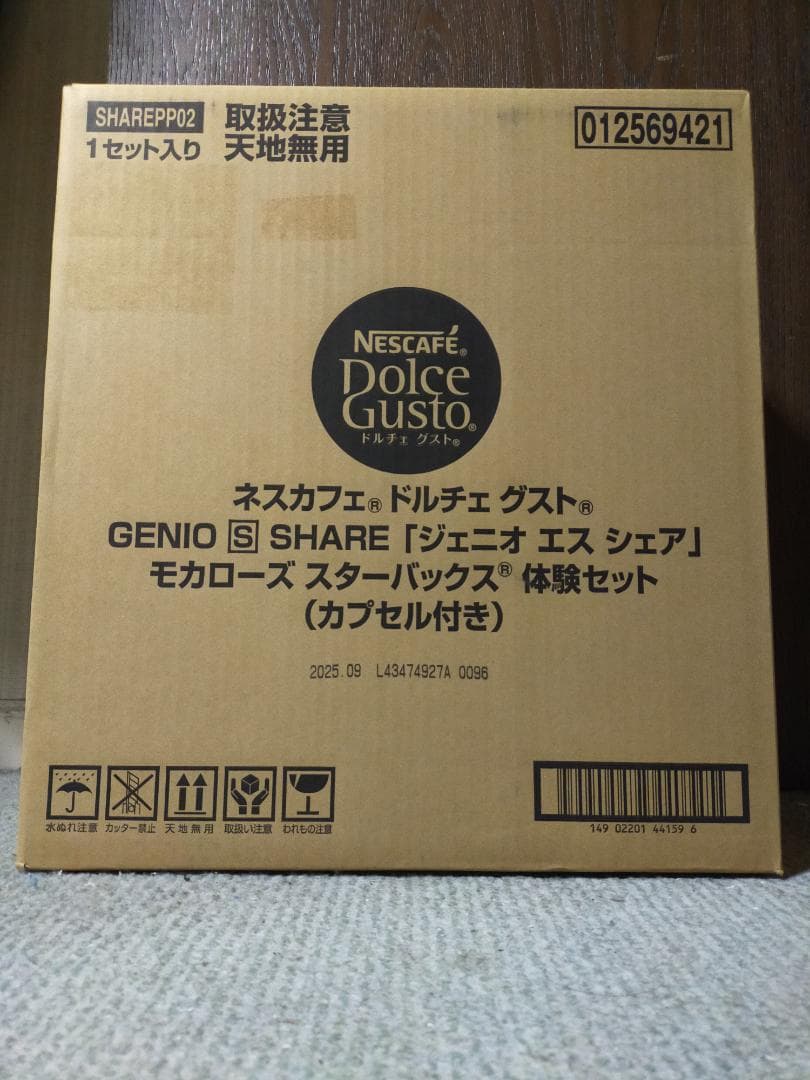 SHAREPP02
1セット入り
取扱注意
天地無用
012569421
NESCAFÉ®
Dolce
Gusto®
ドルチェ グスト®
ネスカフェ® ドルチェ グスト®
GENIO S SHARE「ジェニオ エス シェア」
モカローズ スターバックス® 体験セット
（カプセル付き）
2025.09 L43474927A 0096
水ぬれ注意 カッター禁止 天地無用 取扱い注意 われもの注意
149 02201 44159 6